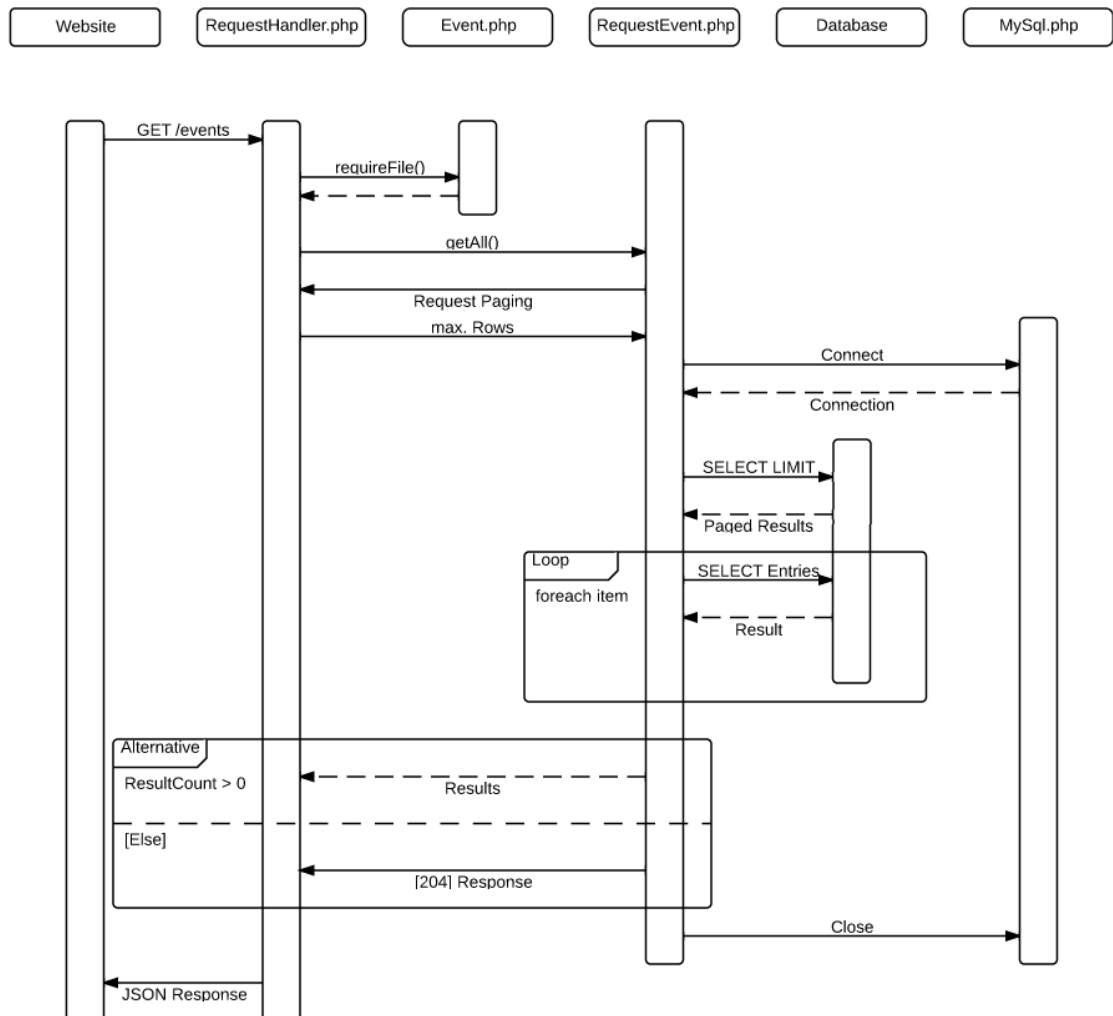 Website
RequestHandler.php
Event.php
RequestEvent.php
Database
MySql.php
GET /events
requireFile()
getAll()
Request Paging
max. Rows
Connect
Connection
SELECT LIMIT
Paged Results
Loop
SELECT Entries
foreach item
Result
Alternative
ResultCount > 0
Results
[Else]
[204] Response
Close
JSON Response